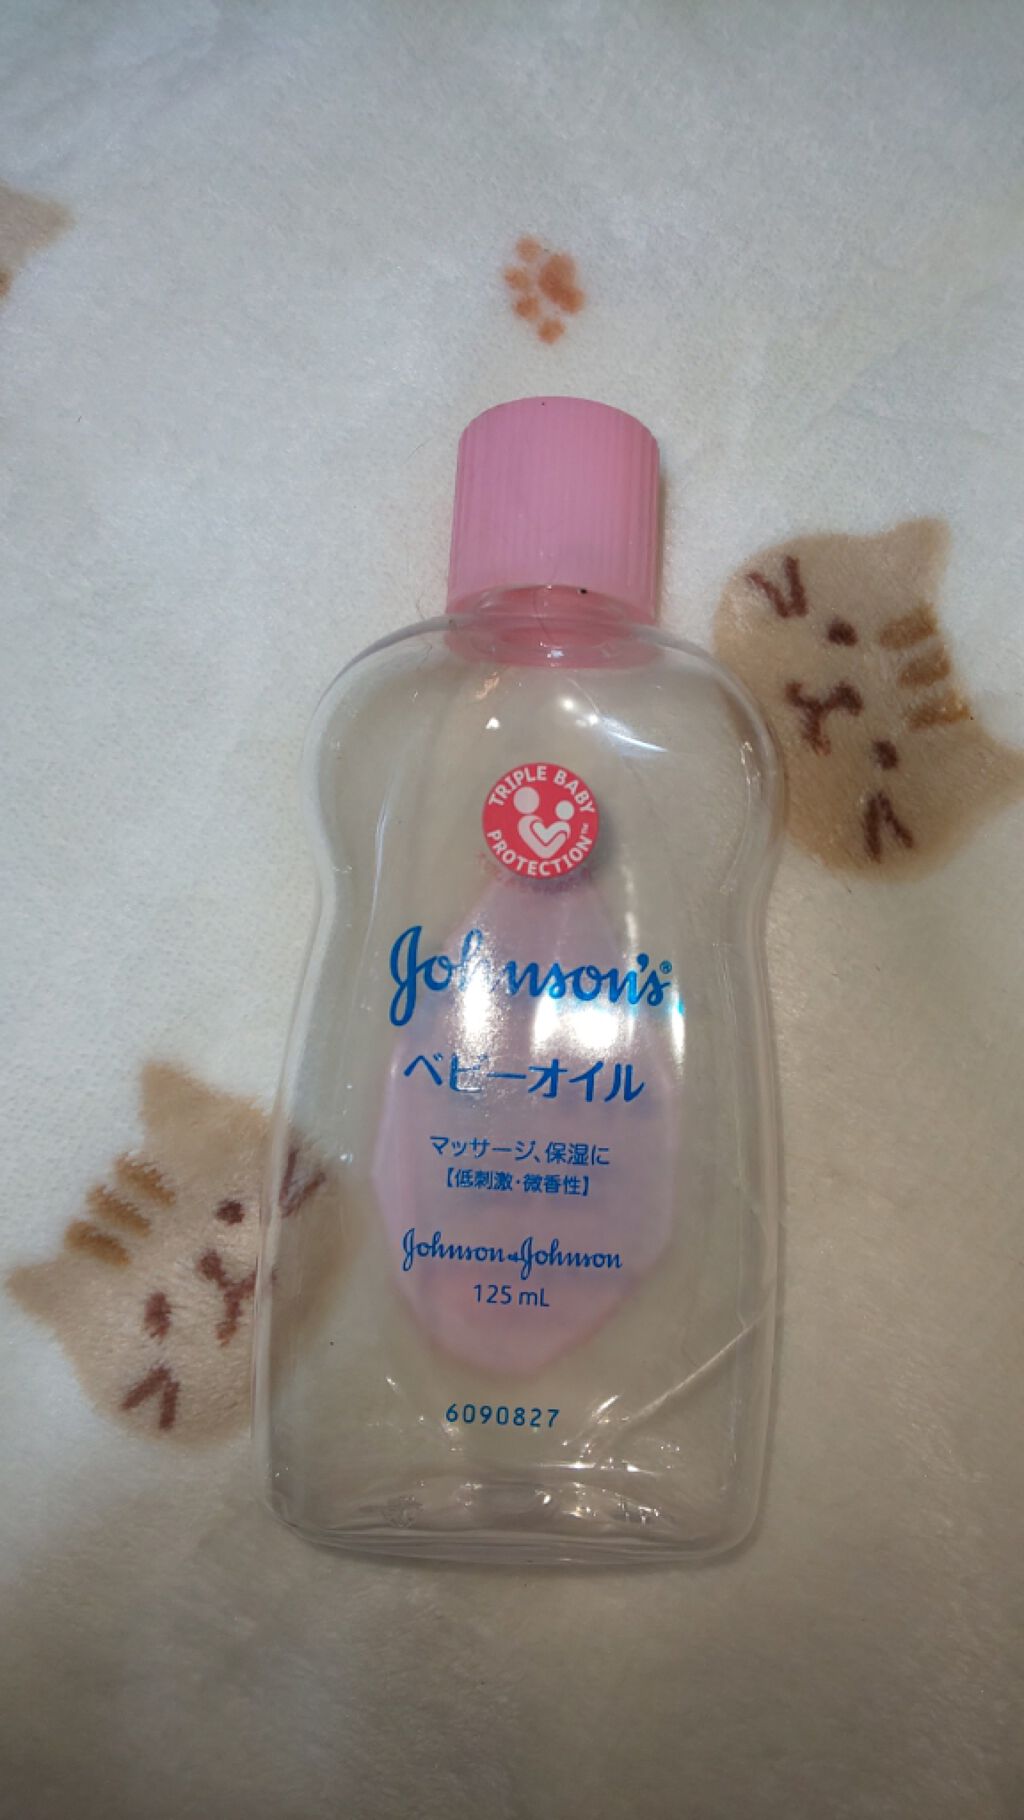 TRIPLE BABY
PROTECTION™
Johnson's®
ベビーオイル
マッサージ、保湿に
【低刺激・微香性】
Johnson & Johnson
125 mL
6090827